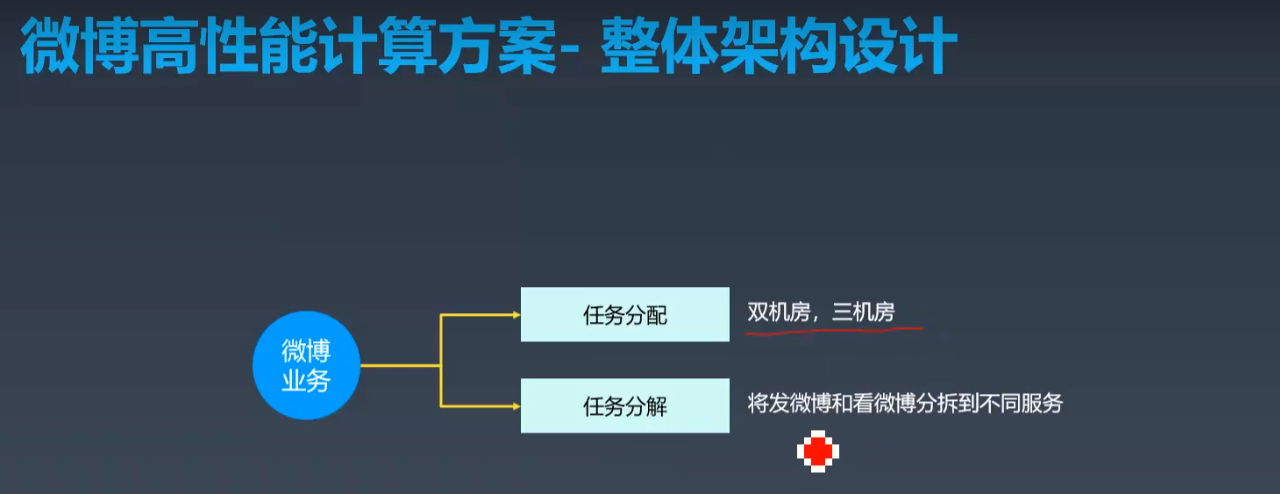 微博高性能计算方案- 整体架构设计
任务分配
双机房，三机房
微博
业务
任务分解
将发微博和看微博分拆到不同服务